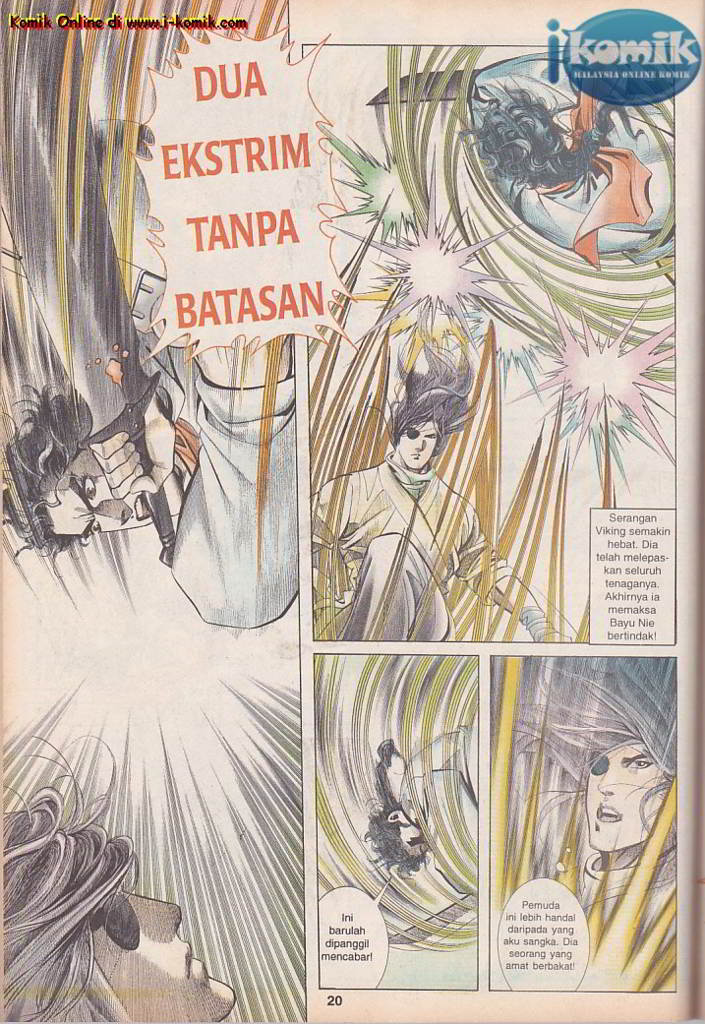 Komik Online di www.i-komik.com
ikomik
MALAYSIA ONLINE KOMIK
DUA
EKSTRIM
TANPA
BATASAN
Serangan
Viking semakin
hebat. Dia
telah melepas-
kan seluruh
tenaganya.
Akhirnya ia
memaksa
Bayu Nie
bertindak!
Ini
barulah
dipanggil
mencabar!
Pemuda
ini lebih handal
daripada yang
aku sangka. Dia
seorang yang
amat berbakat!
20